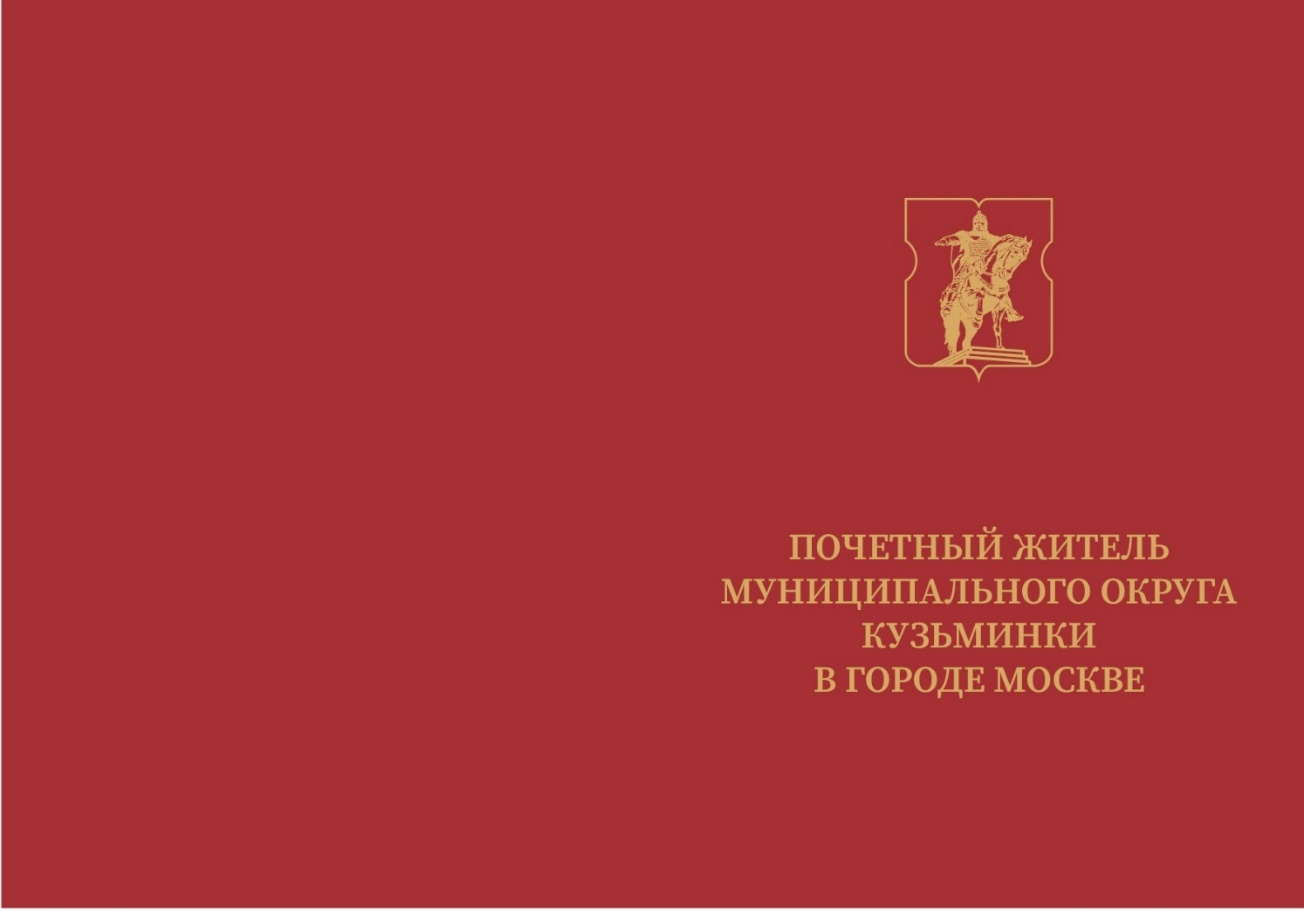 ПОЧЕТНЫЙ ЖИТЕЛЬ
МУНИЦИПАЛЬНОГО ОКРУГА
КУЗЬМИНКИ
В ГОРОДЕ МОСКВЕ